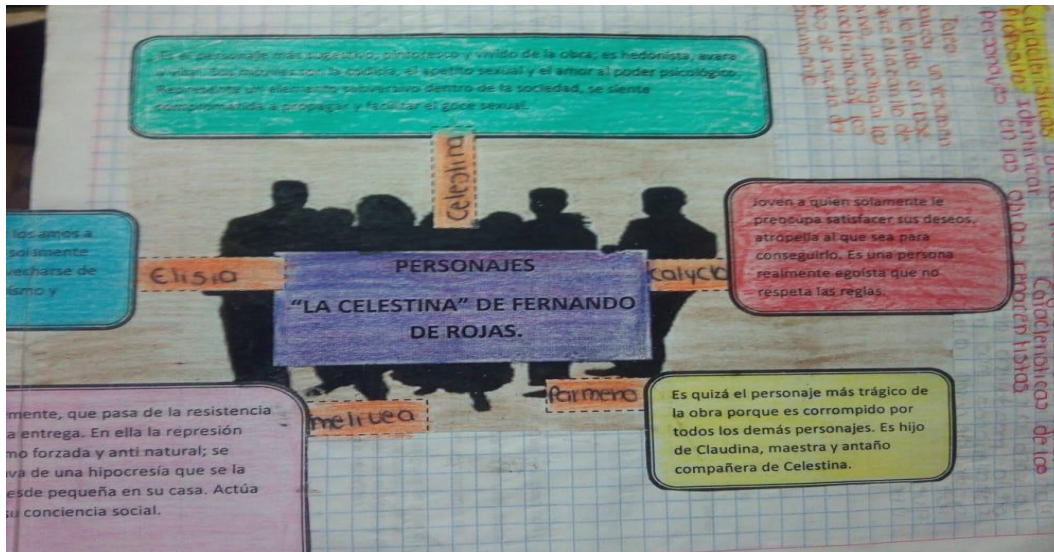 Es el personaje más sugestivo, pintoresco y vívido de la obra; es hedonista, avara
móviles son la codicia, el apetito sexual y el amor al poder psicológico.
Representa un elemento subversivo dentro de la sociedad, se siente
comprometida a propagar y facilitar el goce sexual.
Celestina
los amos a
solamente
vecharse de
ismo y
Elisia
PERSONAJES
“LA CELESTINA” DE FERNANDO
DE ROJAS.
Calycto
Joven a quien solamente le
preocupa satisfacer sus deseos,
atropella al que sea para
conseguirlo. Es una persona
realmente egoísta que no
respeta las reglas.
mente, que pasa de la resistencia
a entrega. En ella la represión
mo forzada y anti natural; se
va de una hipocresía que se la
esde pequeña en su casa. Actúa
su conciencia social.
melivea
Parmeno
Es quizá el personaje más trágico de
la obra porque es corrompido por
todos los demás personajes. Es hijo
de Claudina, maestra y antaño
compañera de Celestina.
Características de los
personajes en las obras renacentistas
Propósito: identificar